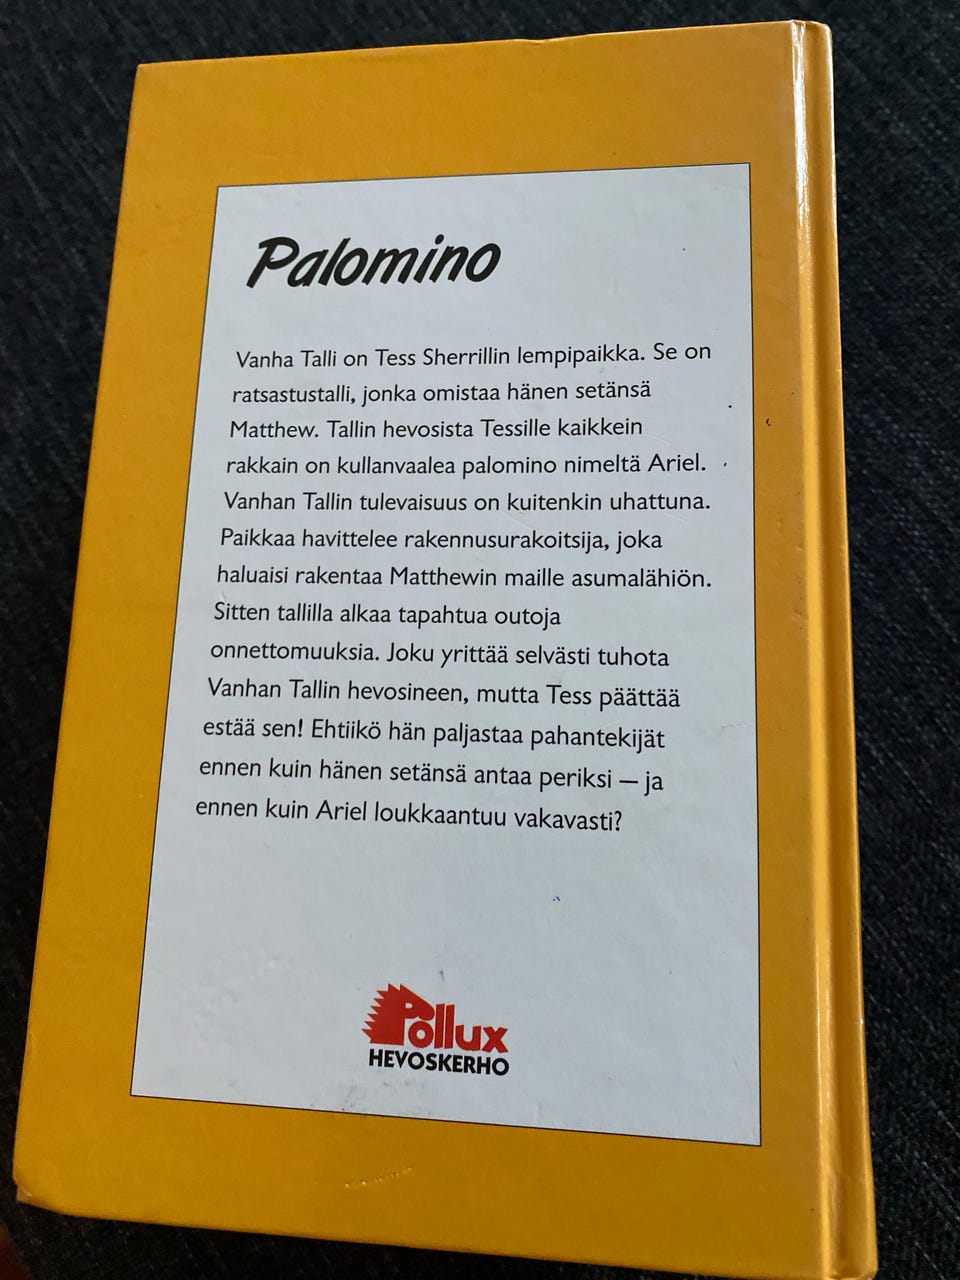 Palomino
Vanha Talli on Tess Sherrillin lempipaikka. Se on
ratsastustalli, jonka omistaa hänen setänsä
Matthew. Tallin hevosista Tessille kaikkein
rakkain on kullanvaalea palomino nimeltä Ariel.
Vanhan Tallin tulevaisuus on kuitenkin uhattuna.
Paikkaa havittelee rakennusurakoitsija, joka
haluaisi rakentaa Matthewin maille asumalähiön.
Sitten tallilla alkaa tapahtua outoja
onnettomuuksia. Joku yrittää selvästi tuhota
Vanhan Tallin hevosineen, mutta Tess päättää
estää sen! Ehtiikö hän paljastaa pahantekijät
ennen kuin hänen setänsä antaa periksi — ja
ennen kuin Ariel loukkaantuu vakavasti?
Pollux
HEVOSKERHO